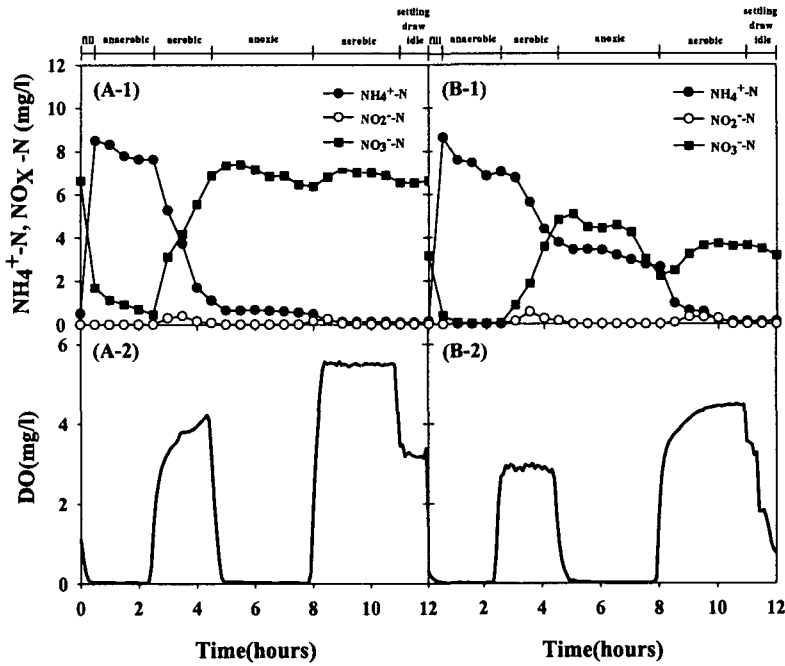 settling
draw
idle
fill anaerobic aerobic anoxic aerobic
settling
draw
idle
fill anaerobic aerobic anoxic aerobic
(A-1)
NH4+-N
NO2--N
NO3--N
(B-1)
NH4+-N
NO2--N
NO3--N
12
10
8
6
4
2
0
NH4+-N, NOX -N (mg/l)
(A-2)
(B-2)
6
4
2
0
DO(mg/l)
0 2 4 6 8 10 12
2 4 6 8 10 12
Time(hours)
Time(hours)